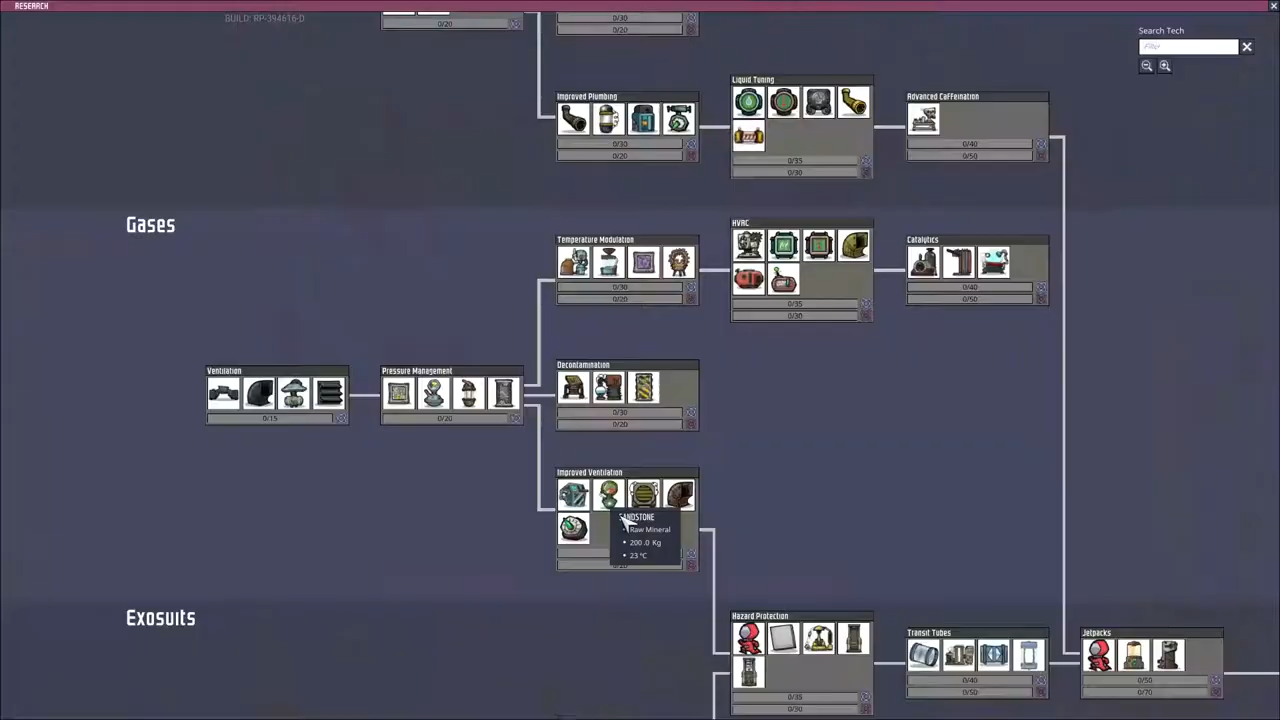 RESEARCH
BUILD: RP-394616-D
0/20
0/30
0/20
Search Tech
Filter
Improved Plumbing
0/30
0/20
Liquid Tuning
0/35
0/30
Advanced Caffeination
0/40
0/50
Gases
Temperature Modulation
0/30
0/20
HVAC
0/35
0/30
Catalytics
0/40
0/50
Ventilation
0/15
Pressure Management
0/20
Decontamination
0/30
0/20
Improved Ventilation
SANDSTONE
• Raw Mineral
• 200.0 Kg
• 23 °C
Exosuits
Hazard Protection
0/35
0/30
Transit Tubes
0/40
0/50
Jetpacks
0/50
0/70